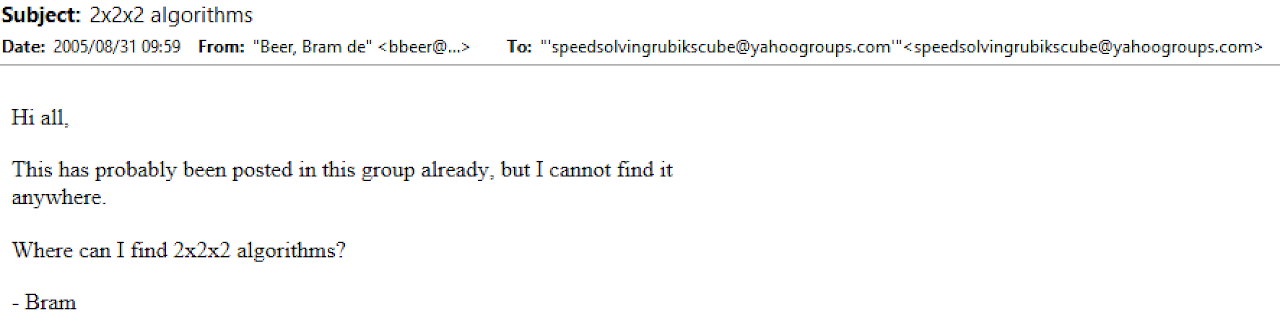 Subject: 2x2x2 algorithms
Date: 2005/08/31 09:59 From: "Beer, Bram de" <bbeer@...> To: "'speedsolvingrubikscube@yahoogroups.com'"<speedsolvingrubikscube@yahoogroups.com>
Hi all,
This has probably been posted in this group already, but I cannot find it
anywhere.
Where can I find 2x2x2 algorithms?
- Bram